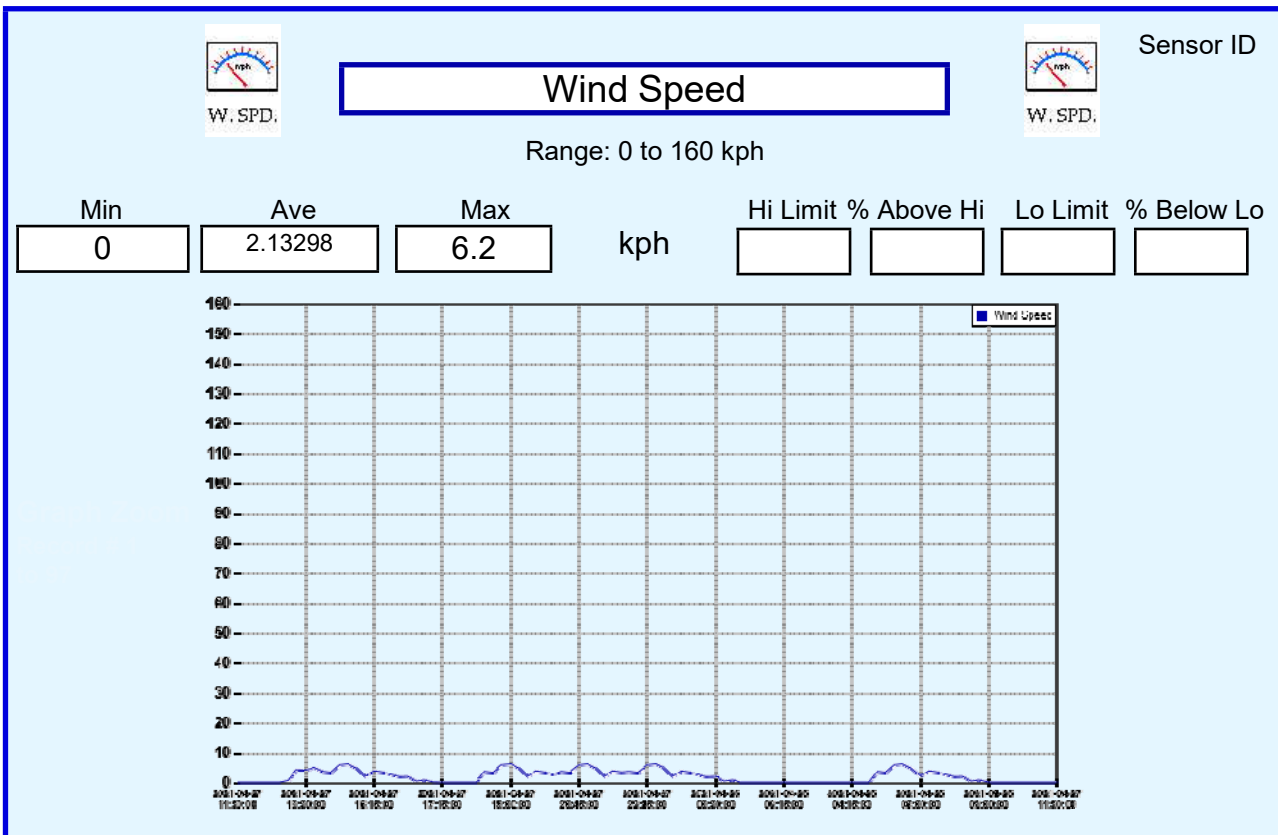 Sensor ID
mph
W. SPD.
Wind Speed
mph
W. SPD.
Range: 0 to 160 kph
Min Ave Max Hi Limit % Above Hi Lo Limit % Below Lo
0 2.13298 6.2 kph
Wind Speed
160
150
140
130
120
110
100
90
80
70
60
50
40
30
20
10
0